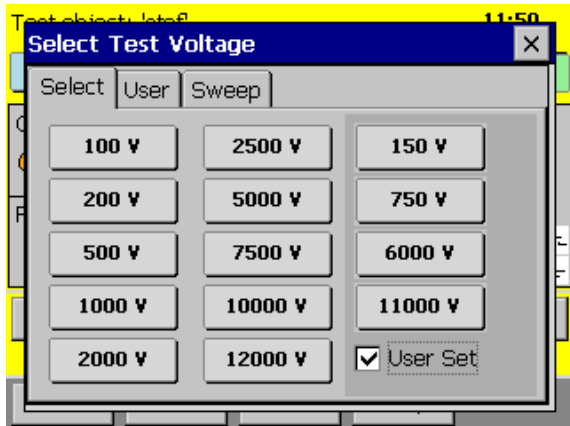 11:50
Select Test Voltage
Select User Sweep
100 V 2500 V 150 V
200 V 5000 V 750 V
500 V 7500 V 6000 V
1000 V 10000 V 11000 V
2000 V 12000 V User Set